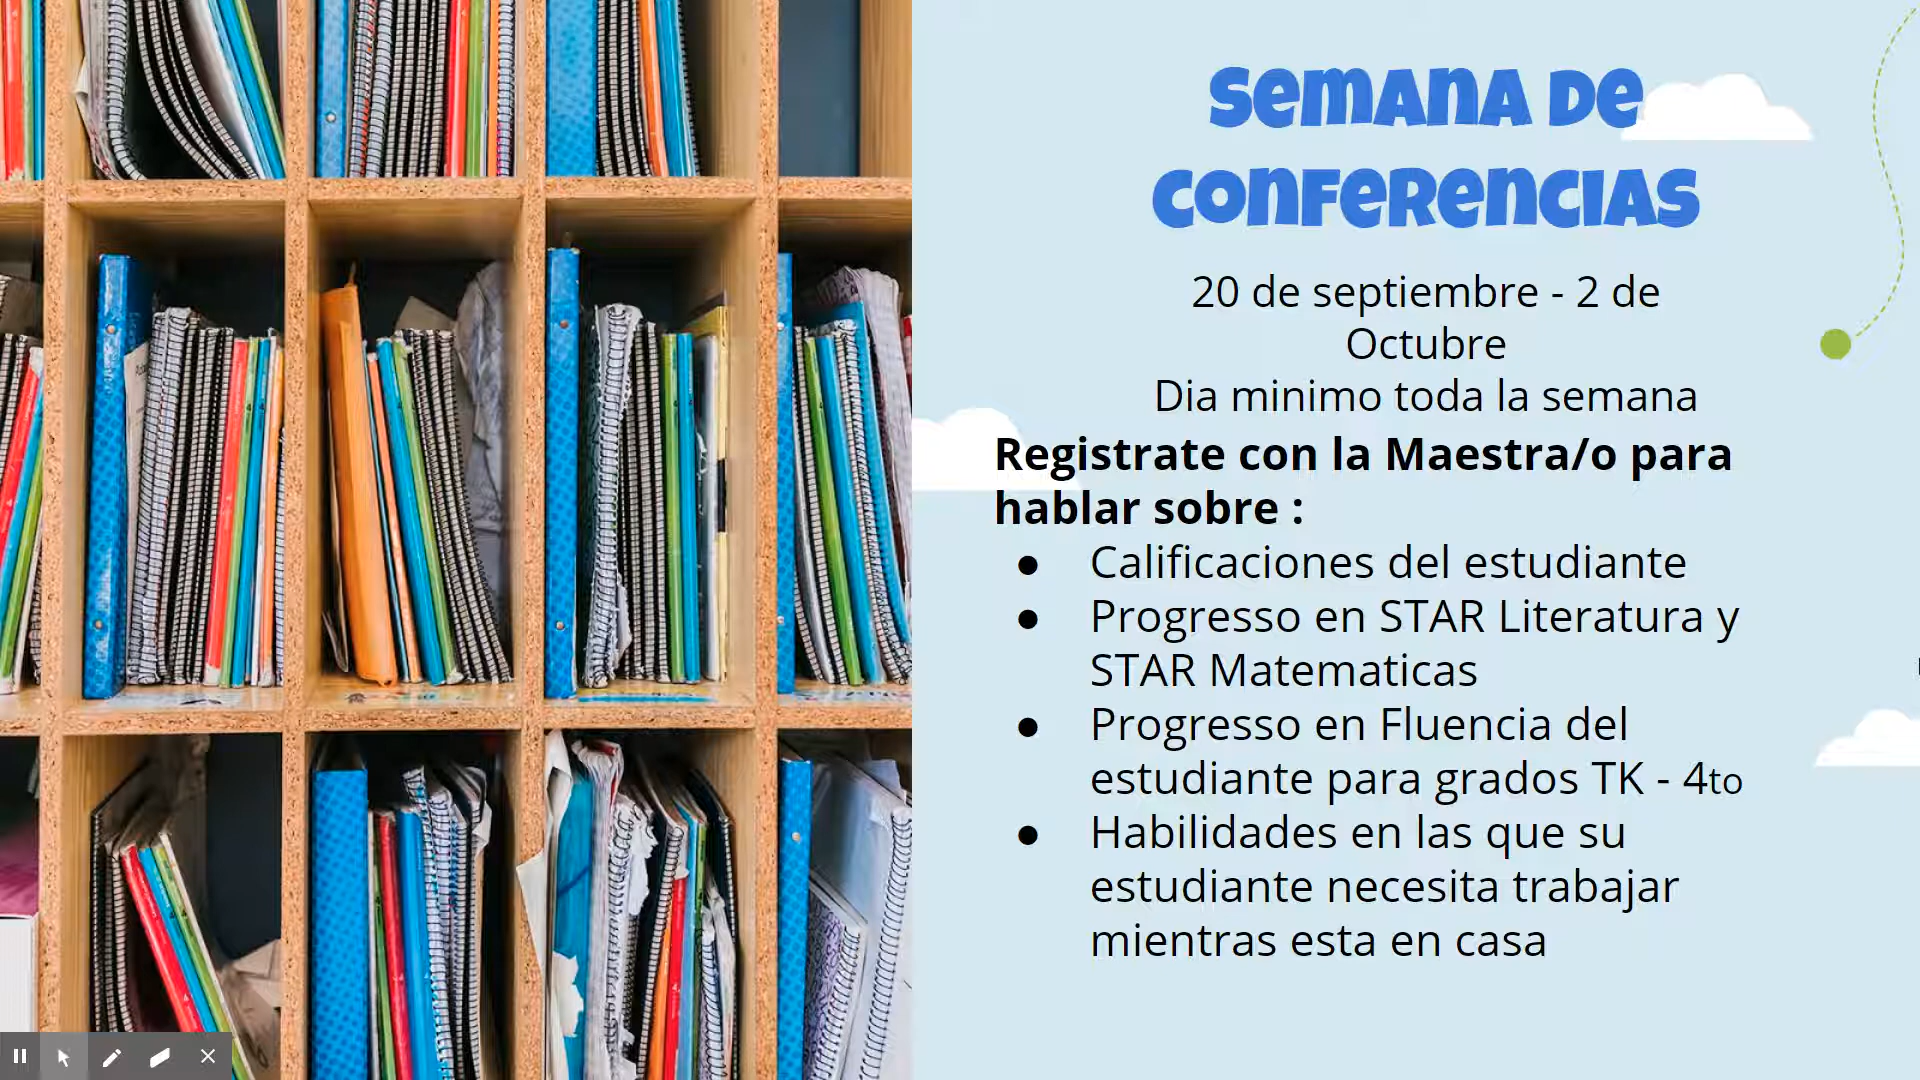 Semana de
Conferencias
20 de septiembre - 2 de
Octubre
Dia minimo toda la semana
Registrate con la Maestra/o para
hablar sobre :
● Calificaciones del estudiante
● Progresso en STAR Literatura y
STAR Matematicas
● Progresso en Fluencia del
estudiante para grados TK - 4to
● Habilidades en las que su
estudiante necesita trabajar
mientras esta en casa